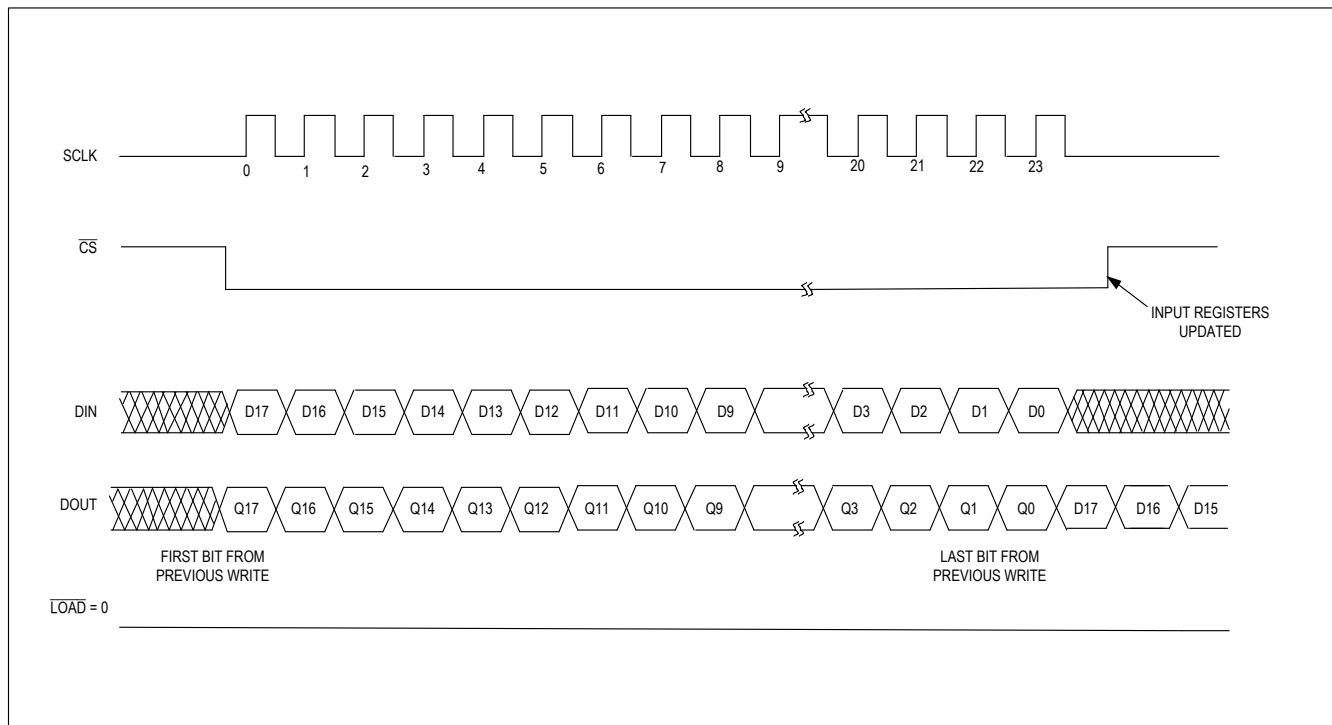 SCLK
0 1 2 3 4 5 6 7 8 9 20 21 22 23
CS
INPUT REGISTERS
UPDATED
DIN D17 D16 D15 D14 D13 D12 D11 D10 D9 D3 D2 D1 D0
DOUT Q17 Q16 Q15 Q14 Q13 Q12 Q11 Q10 Q9 Q3 Q2 Q1 Q0 D17 D16 D15
FIRST BIT FROM
PREVIOUS WRITE
LAST BIT FROM
PREVIOUS WRITE
LOAD = 0